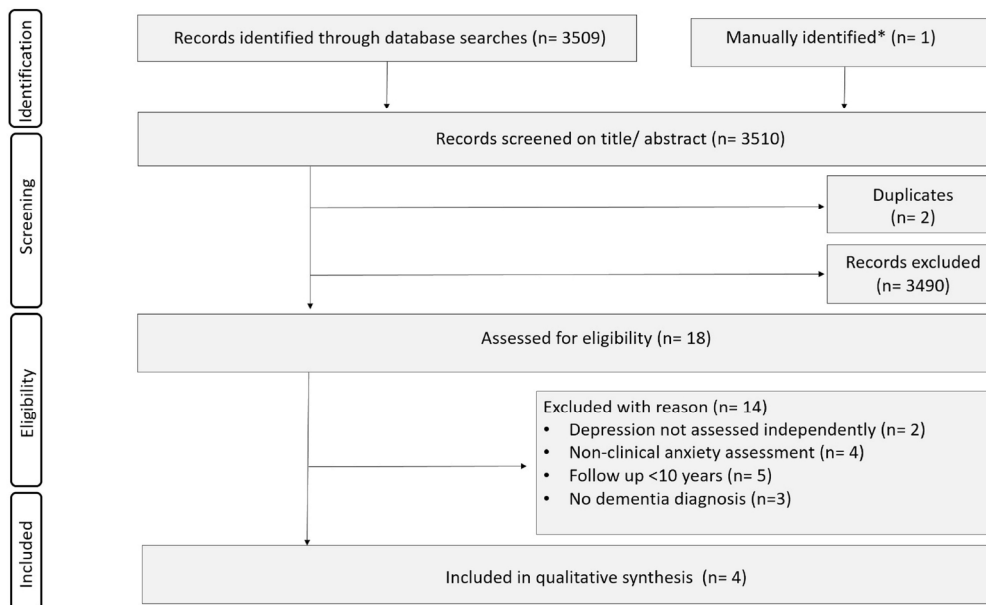 Identification
Records identified through database searches (n= 3509)
Manually identified* (n= 1)
Records screened on title/ abstract (n= 3510)
Screening
Duplicates
(n= 2)
Records excluded
(n= 3490)
Eligibility
Assessed for eligibility (n= 18)
Excluded with reason (n= 14)
• Depression not assessed independently (n= 2)
• Non-clinical anxiety assessment (n= 4)
• Follow up <10 years (n= 5)
• No dementia diagnosis (n=3)
Included
Included in qualitative synthesis (n= 4)